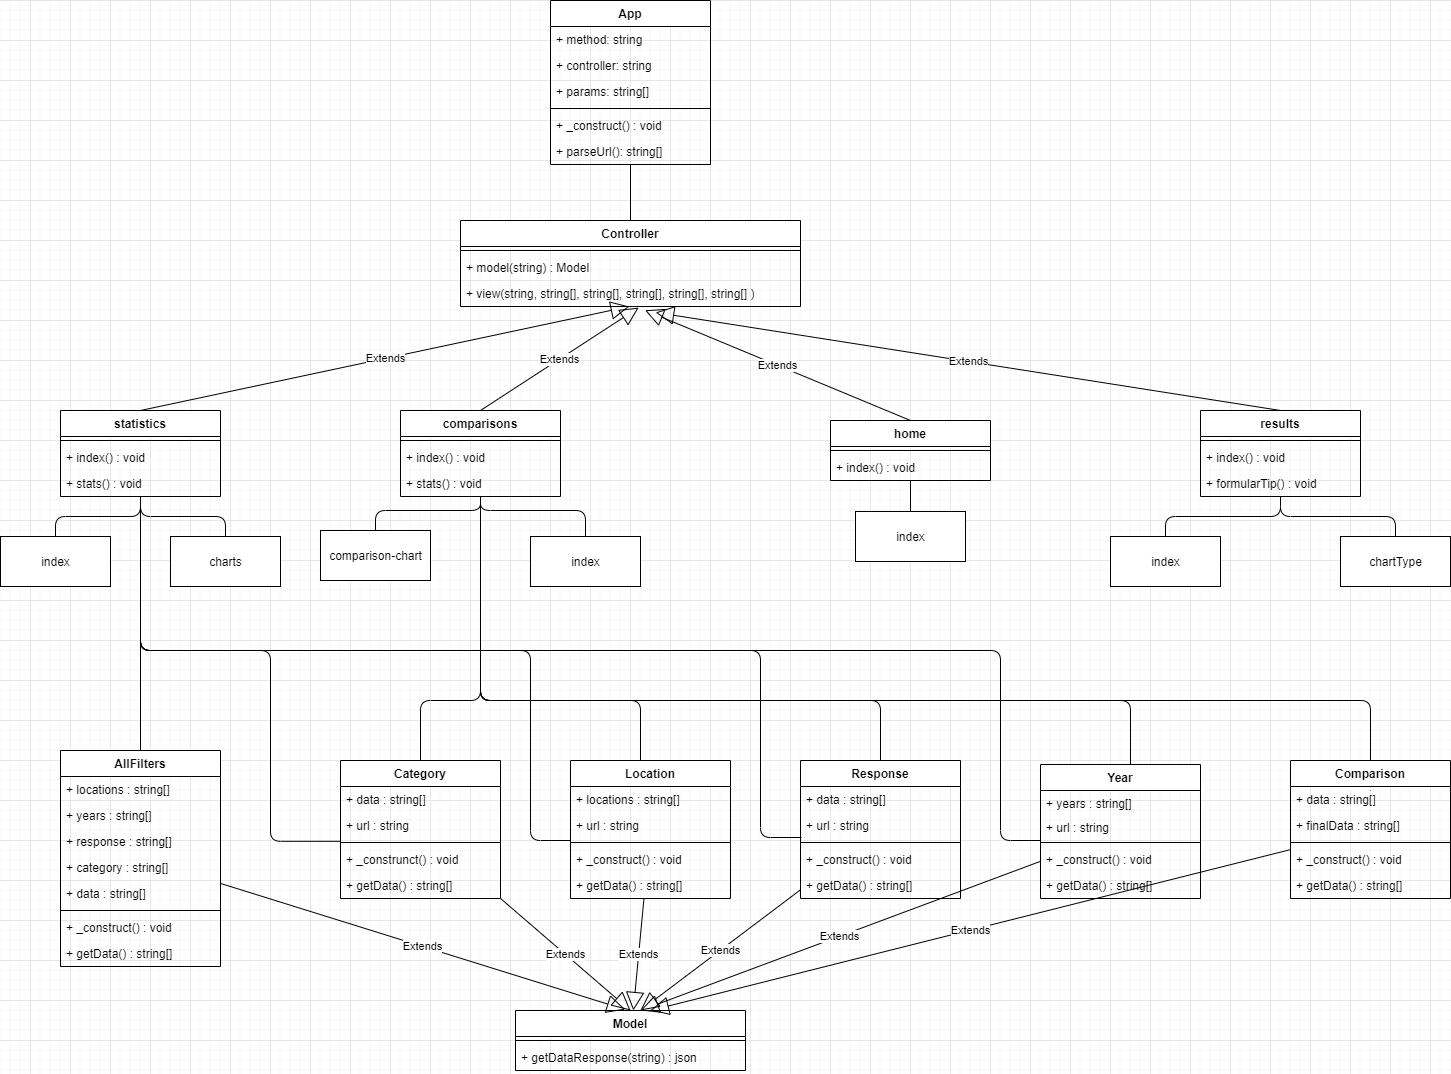 App
+ method: string
+ controller: string
+ params: string[]
+ _construct() : void
+ parseUrl(): string[]
Controller
+ model(string) : Model
+ view(string, string[], string[], string[], string[], string[] )
Extends
Extends
Extends
Extends
statistics
+ index() : void
+ stats() : void
comparisons
+ index() : void
+ stats() : void
home
+ index() : void
results
+ index() : void
+ formularTip() : void
index
charts
comparison-chart
index
index
index
chartType
AllFilters
+ locations : string[]
+ years : string[]
+ response : string[]
+ category : string[]
+ data : string[]
+ _construct() : void
+ getData() : string[]
Category
+ data : string[]
+ url : string
+ _construnct() : void
+ getData() : string[]
Location
+ locations : string[]
+ url : string
+ _construct() : void
+ getData() : string[]
Response
+ data : string[]
+ url : string
+ _construct() : void
+ getData() : string[]
Year
+ years : string[]
+ url : string
+ _construct() : void
+ getData() : string[]
Comparison
+ data : string[]
+ finalData : string[]
+ _construct() : void
+ getData() : string[]
Extends
Extends
Extends
Extends
Extends
Extends
Model
+ getDataResponse(string) : json